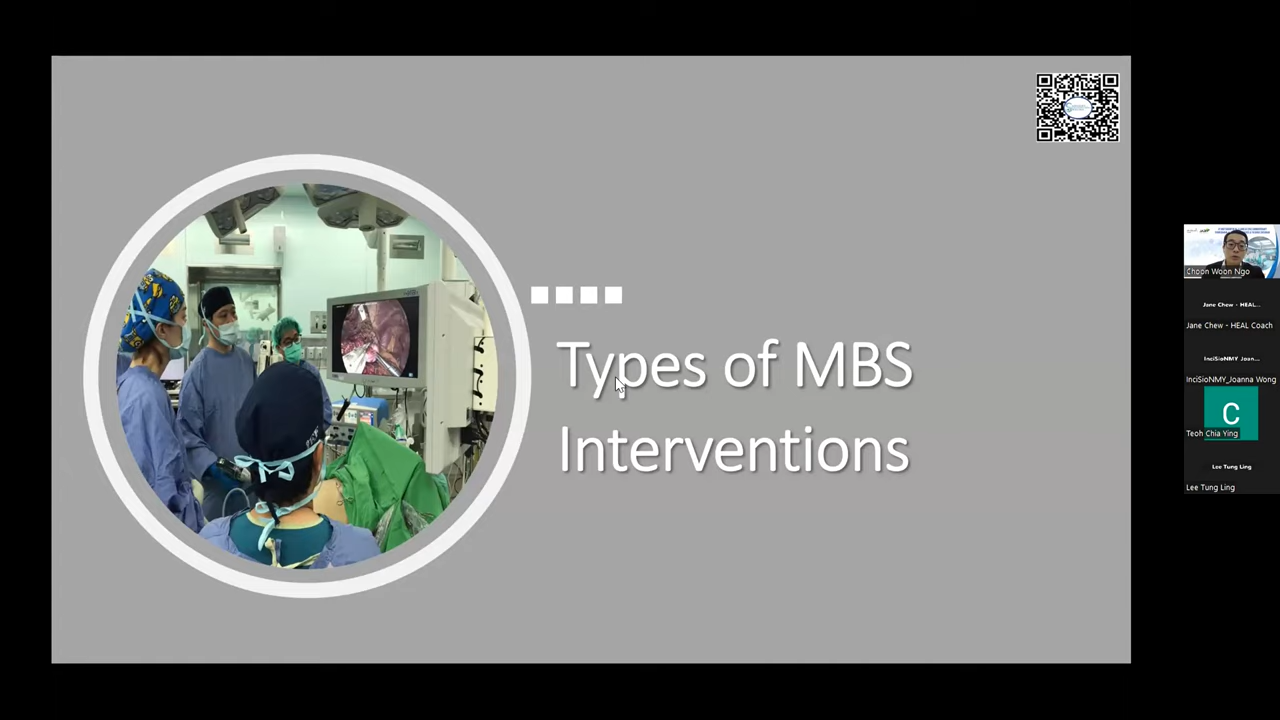 Types of MBS
Interventions
Choon Woon Ngo
Jane Chew - HEAL...
Jane Chew - HEAL Coach
InciSioNMY_Joan...
InciSioNMY_Joanna Wong
C
Teoh Chia Ying
Lee Tung Ling
Lee Tung Ling